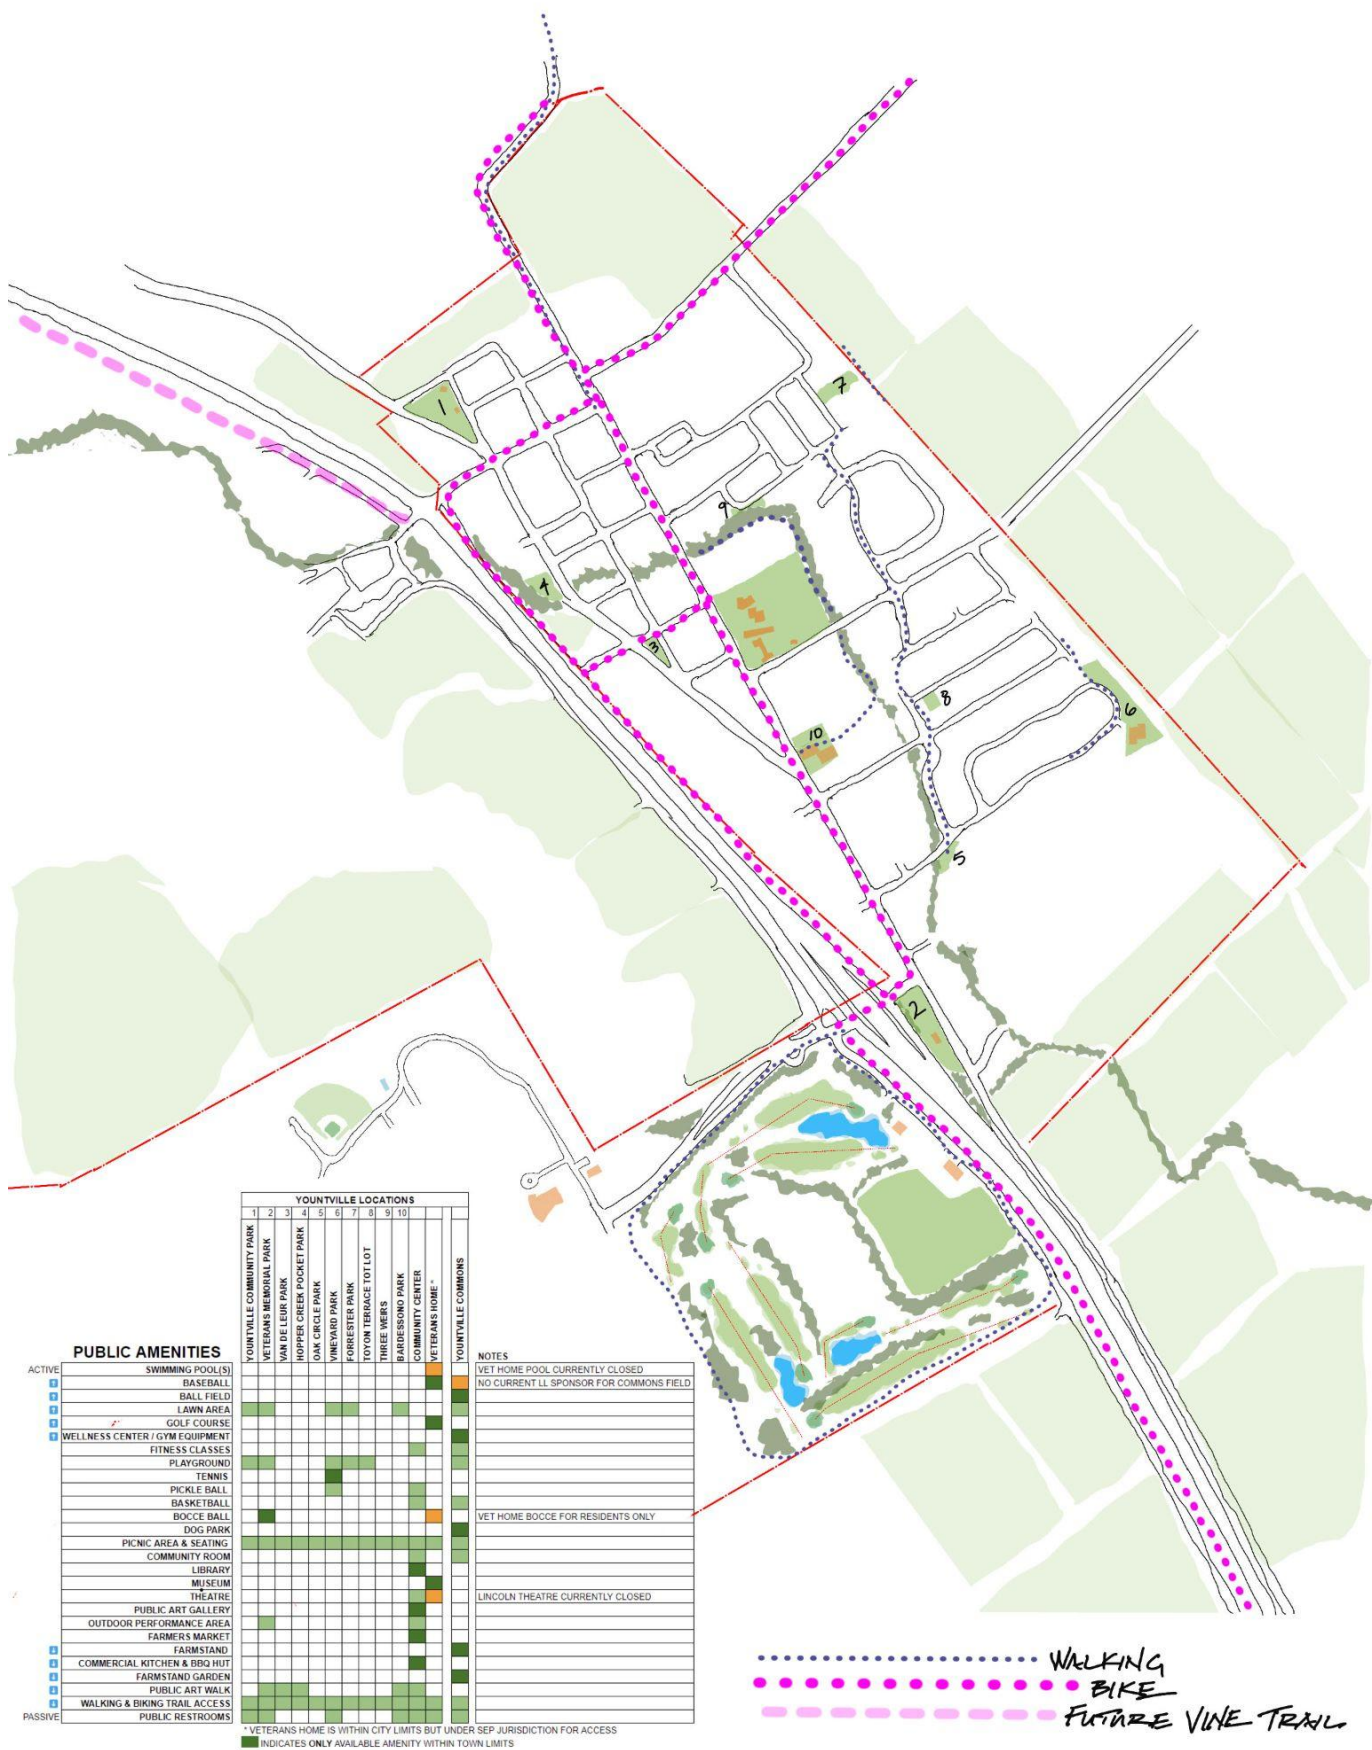 1
7
9
4
3
8
6
10
5
2
YOUNTVILLE LOCATIONS
1 2 3 4 5 6 7 8 9 10
YOUNTVILLE COMMUNITY PARK
VETERANS MEMORIAL PARK
VAN DE LEUR PARK
HOPPER CREEK POCKET PARK
OAK CIRCLE PARK
VINEYARD PARK
FORRESTER PARK
TOYON TERRACE TOT LOT
THREE WEIRS
BARDESSONO PARK
COMMUNITY CENTER
VETERANS HOME *
YOUNTVILLE COMMONS
PUBLIC AMENITIES
NOTES
ACTIVE SWIMMING POOL(S) VET HOME POOL CURRENTLY CLOSED
BASEBALL NO CURRENT LL SPONSOR FOR COMMONS FIELD
BALL FIELD
LAWN AREA
GOLF COURSE
WELLNESS CENTER / GYM EQUIPMENT
FITNESS CLASSES
PLAYGROUND
TENNIS
PICKLE BALL
BASKETBALL
BOCCE BALL VET HOME BOCCE FOR RESIDENTS ONLY
DOG PARK
PICNIC AREA & SEATING
COMMUNITY ROOM
LIBRARY
MUSEUM
THEATRE LINCOLN THEATRE CURRENTLY CLOSED
PUBLIC ART GALLERY
OUTDOOR PERFORMANCE AREA
FARMERS MARKET
FARMSTAND
COMMERCIAL KITCHEN & BBQ HUT
FARMSTAND GARDEN
PUBLIC ART WALK
WALKING & BIKING TRAIL ACCESS
PASSIVE PUBLIC RESTROOMS
* VETERANS HOME IS WITHIN CITY LIMITS BUT UNDER SEP JURISDICTION FOR ACCESS
INDICATES ONLY AVAILABLE AMENITY WITHIN TOWN LIMITS
WALKING
BIKE
FUTURE VINE TRAIL